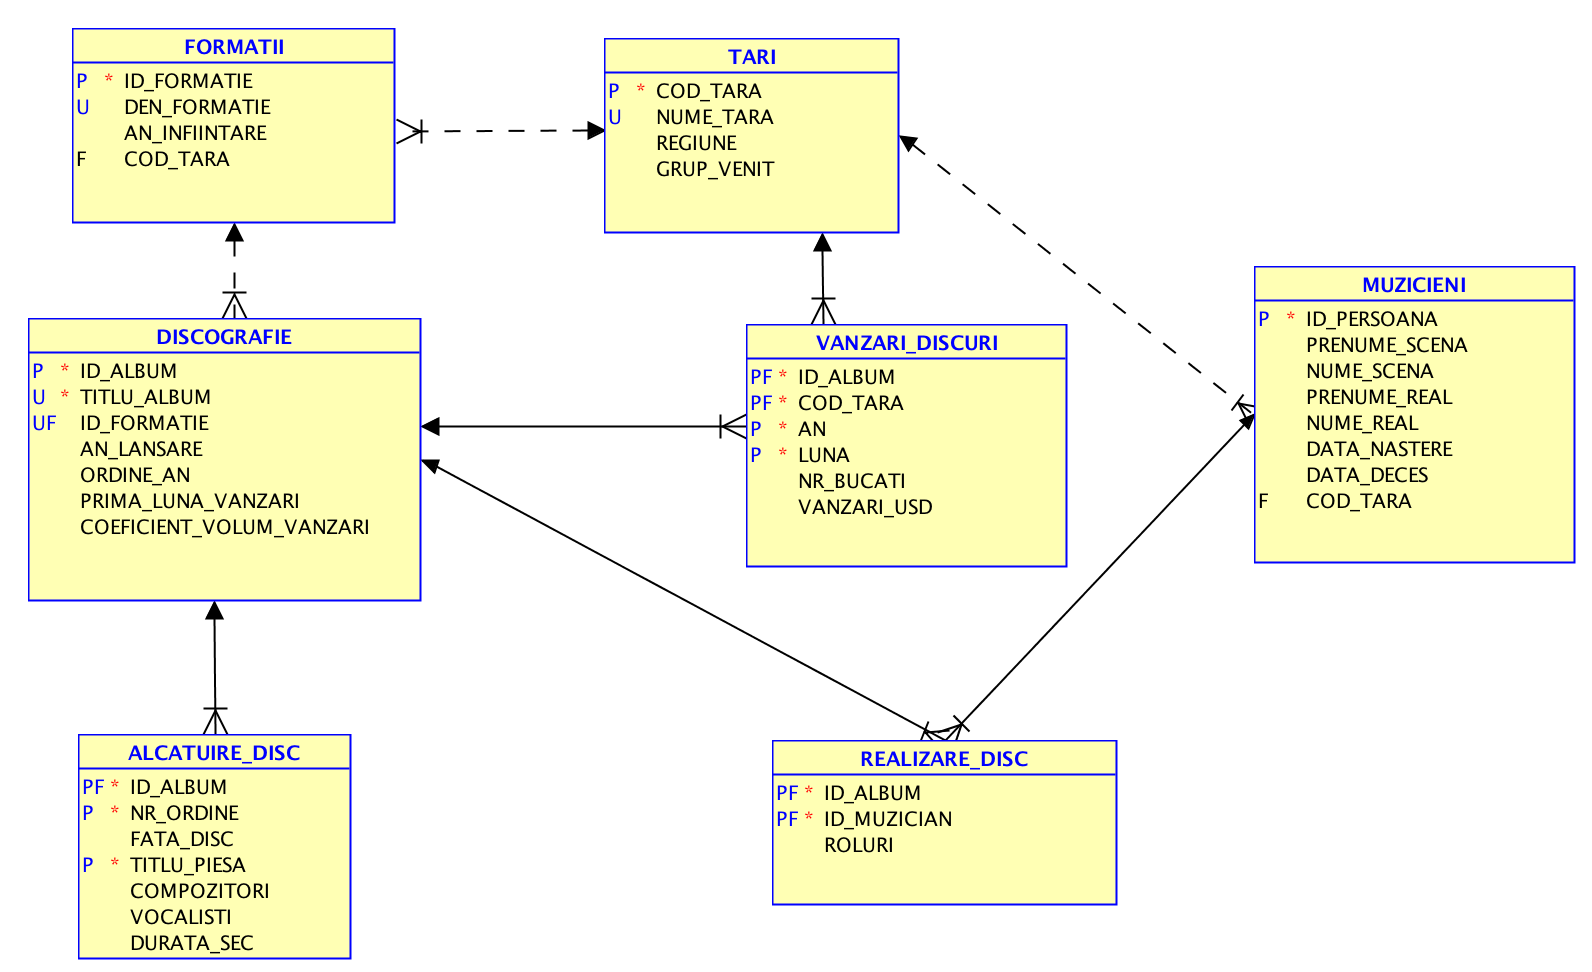 FORMATII
P * ID_FORMATIE
U DEN_FORMATIE
AN_INFIINTARE
F COD_TARA
TARI
P * COD_TARA
U NUME_TARA
REGIUNE
GRUP_VENIT
MUZICIENI
P * ID_PERSOANA
PRENUME_SCENA
NUME_SCENA
PRENUME_REAL
NUME_REAL
DATA_NASTERE
DATA_DECES
F COD_TARA
DISCOGRAFIE
P * ID_ALBUM
U * TITLU_ALBUM
UF ID_FORMATIE
AN_LANSARE
ORDINE_AN
PRIMA_LUNA_VANZARI
COEFICIENT_VOLUM_VANZARI
VANZARI_DISCURI
PF * ID_ALBUM
PF * COD_TARA
P * AN
P * LUNA
NR_BUCATI
VANZARI_USD
ALCATUIRE_DISC
PF * ID_ALBUM
P * NR_ORDINE
FATA_DISC
P * TITLU_PIESA
COMPOZITORI
VOCALISTI
DURATA_SEC
REALIZARE_DISC
PF * ID_ALBUM
PF * ID_MUZICIAN
ROLURI